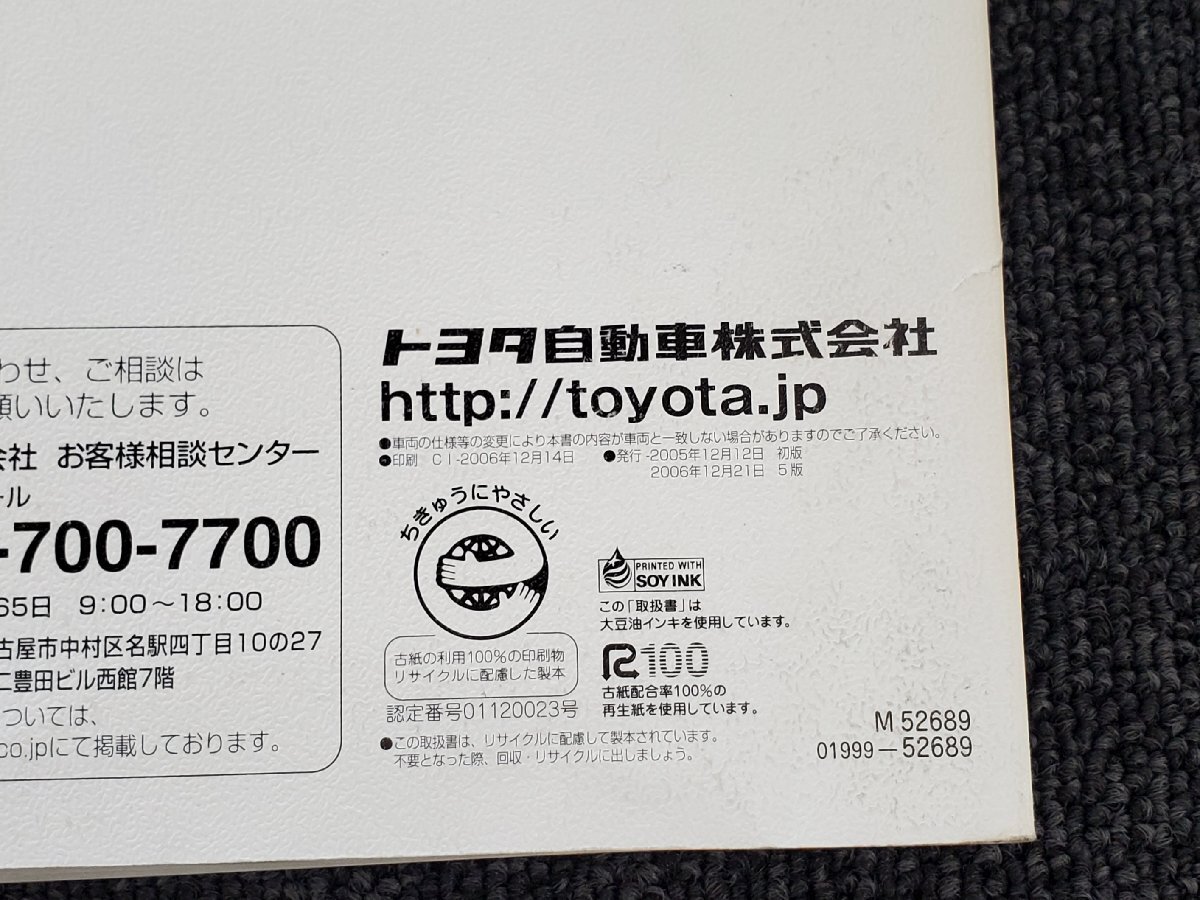 わせ、ご相談は
願いいたします。
会社 お客様相談センター
ール
-700-7700
65日 9:00〜18:00
古屋市中村区名駅四丁目10の27
二豊田ビル西館7階
ついては、
co.jpにて掲載しております。
トヨタ自動車株式会社
http://toyota.jp
●車両の仕様等の変更により本書の内容が車両と一致しない場合がありますのでご了承ください。
●印刷 CI-2006年12月14日 ●発行-2005年12月12日 初版
2006年12月21日 5版
ちきゅうにやさしい
古紙の利用100%の印刷物
リサイクルに配慮した製本
認定番号01120023号
PRINTED WITH
SOY INK
この「取扱書」は
大豆油インキを使用しています。
R100
古紙配合率100%の
再生紙を使用しています。
●この取扱書は、リサイクルに配慮して製本されています。
不要となった際、回収・リサイクルに出しましょう。
M 52689
01999-52689